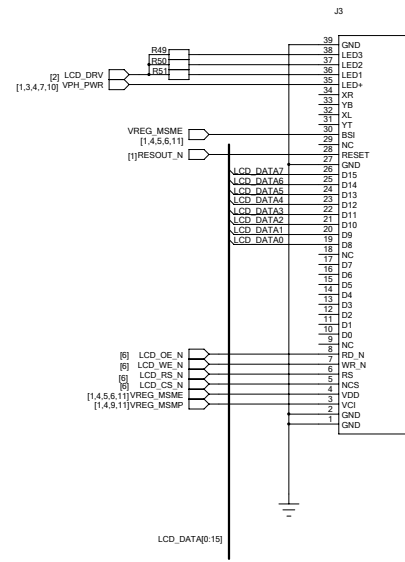 J3
39 GND
R49 38 LED3
R50 37 LED2
[2] LCD_DRV R51 36 LED1
[1,3,4,7,10] VPH_PWR 35 LED+
34 XR
33 YB
32 XL
31 YT
VREG_MSME 30 BSI
[1,4,5,6,11] 29 NC
[1]RESOUT_N 28 RESET
27 GND
LCD_DATA7 26 D15
LCD_DATA6 25 D14
LCD_DATA5 24 D13
LCD_DATA4 23 D12
LCD_DATA3 22 D11
LCD_DATA2 21 D10
LCD_DATA1 20 D9
LCD_DATA0 19 D8
18 NC
17 D7
16 D6
15 D5
14 D4
13 D3
12 D2
11 D1
10 D0
9 NC
[6] LCD_OE_N 8 RD_N
[6] LCD_WE_N 7 WR_N
[6] LCD_RS_N 6 RS
[6] LCD_CS_N 5 NCS
[1,4,5,6,11]VREG_MSME 4 VDD
[1,4,9,11]VREG_MSMP 3 VCI
2 GND
1 GND
LCD_DATA[0:15]